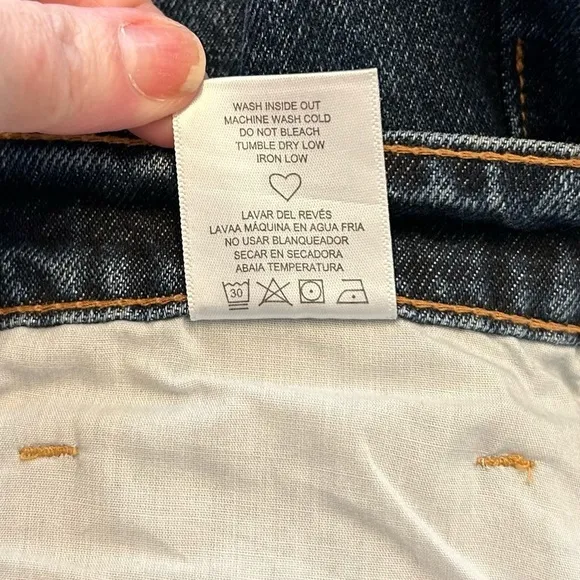 WASH INSIDE OUT
MACHINE WASH COLD
DO NOT BLEACH
TUMBLE DRY LOW
IRON LOW
LAVAR DEL REVÉS
LAVAA MÁQUINA EN AGUA FRIA
NO USAR BLANQUEADOR
SECAR EN SECADORA
ABAIA TEMPERATURA
30